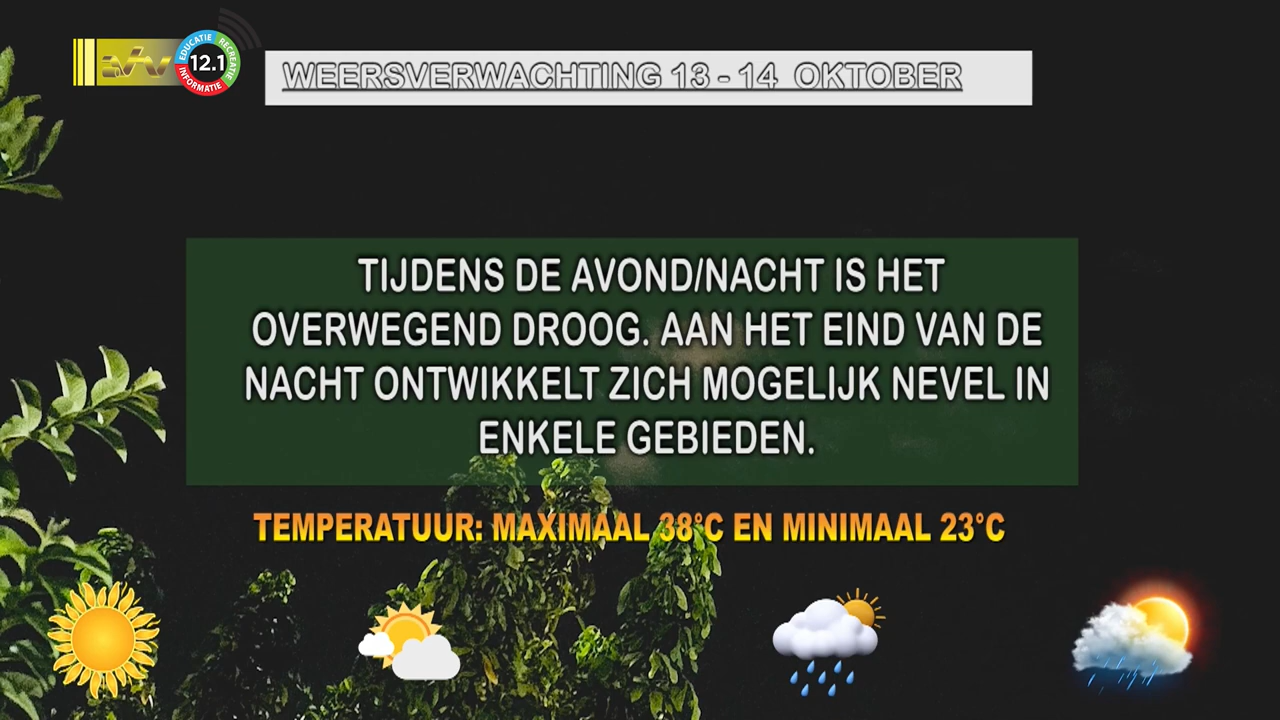 EDUCATIE
RECREATIE
INFORMATIE
12.1
WEERSVERWACHTING 13 - 14 OKTOBER
TIJDENS DE AVOND/NACHT IS HET
OVERWEGEND DROOG. AAN HET EIND VAN DE
NACHT ONTWIKKELT ZICH MOGELIJK NEVEL IN
ENKELE GEBIEDEN.
TEMPERATUUR: MAXIMAAL 38°C EN MINIMAAL 23°C